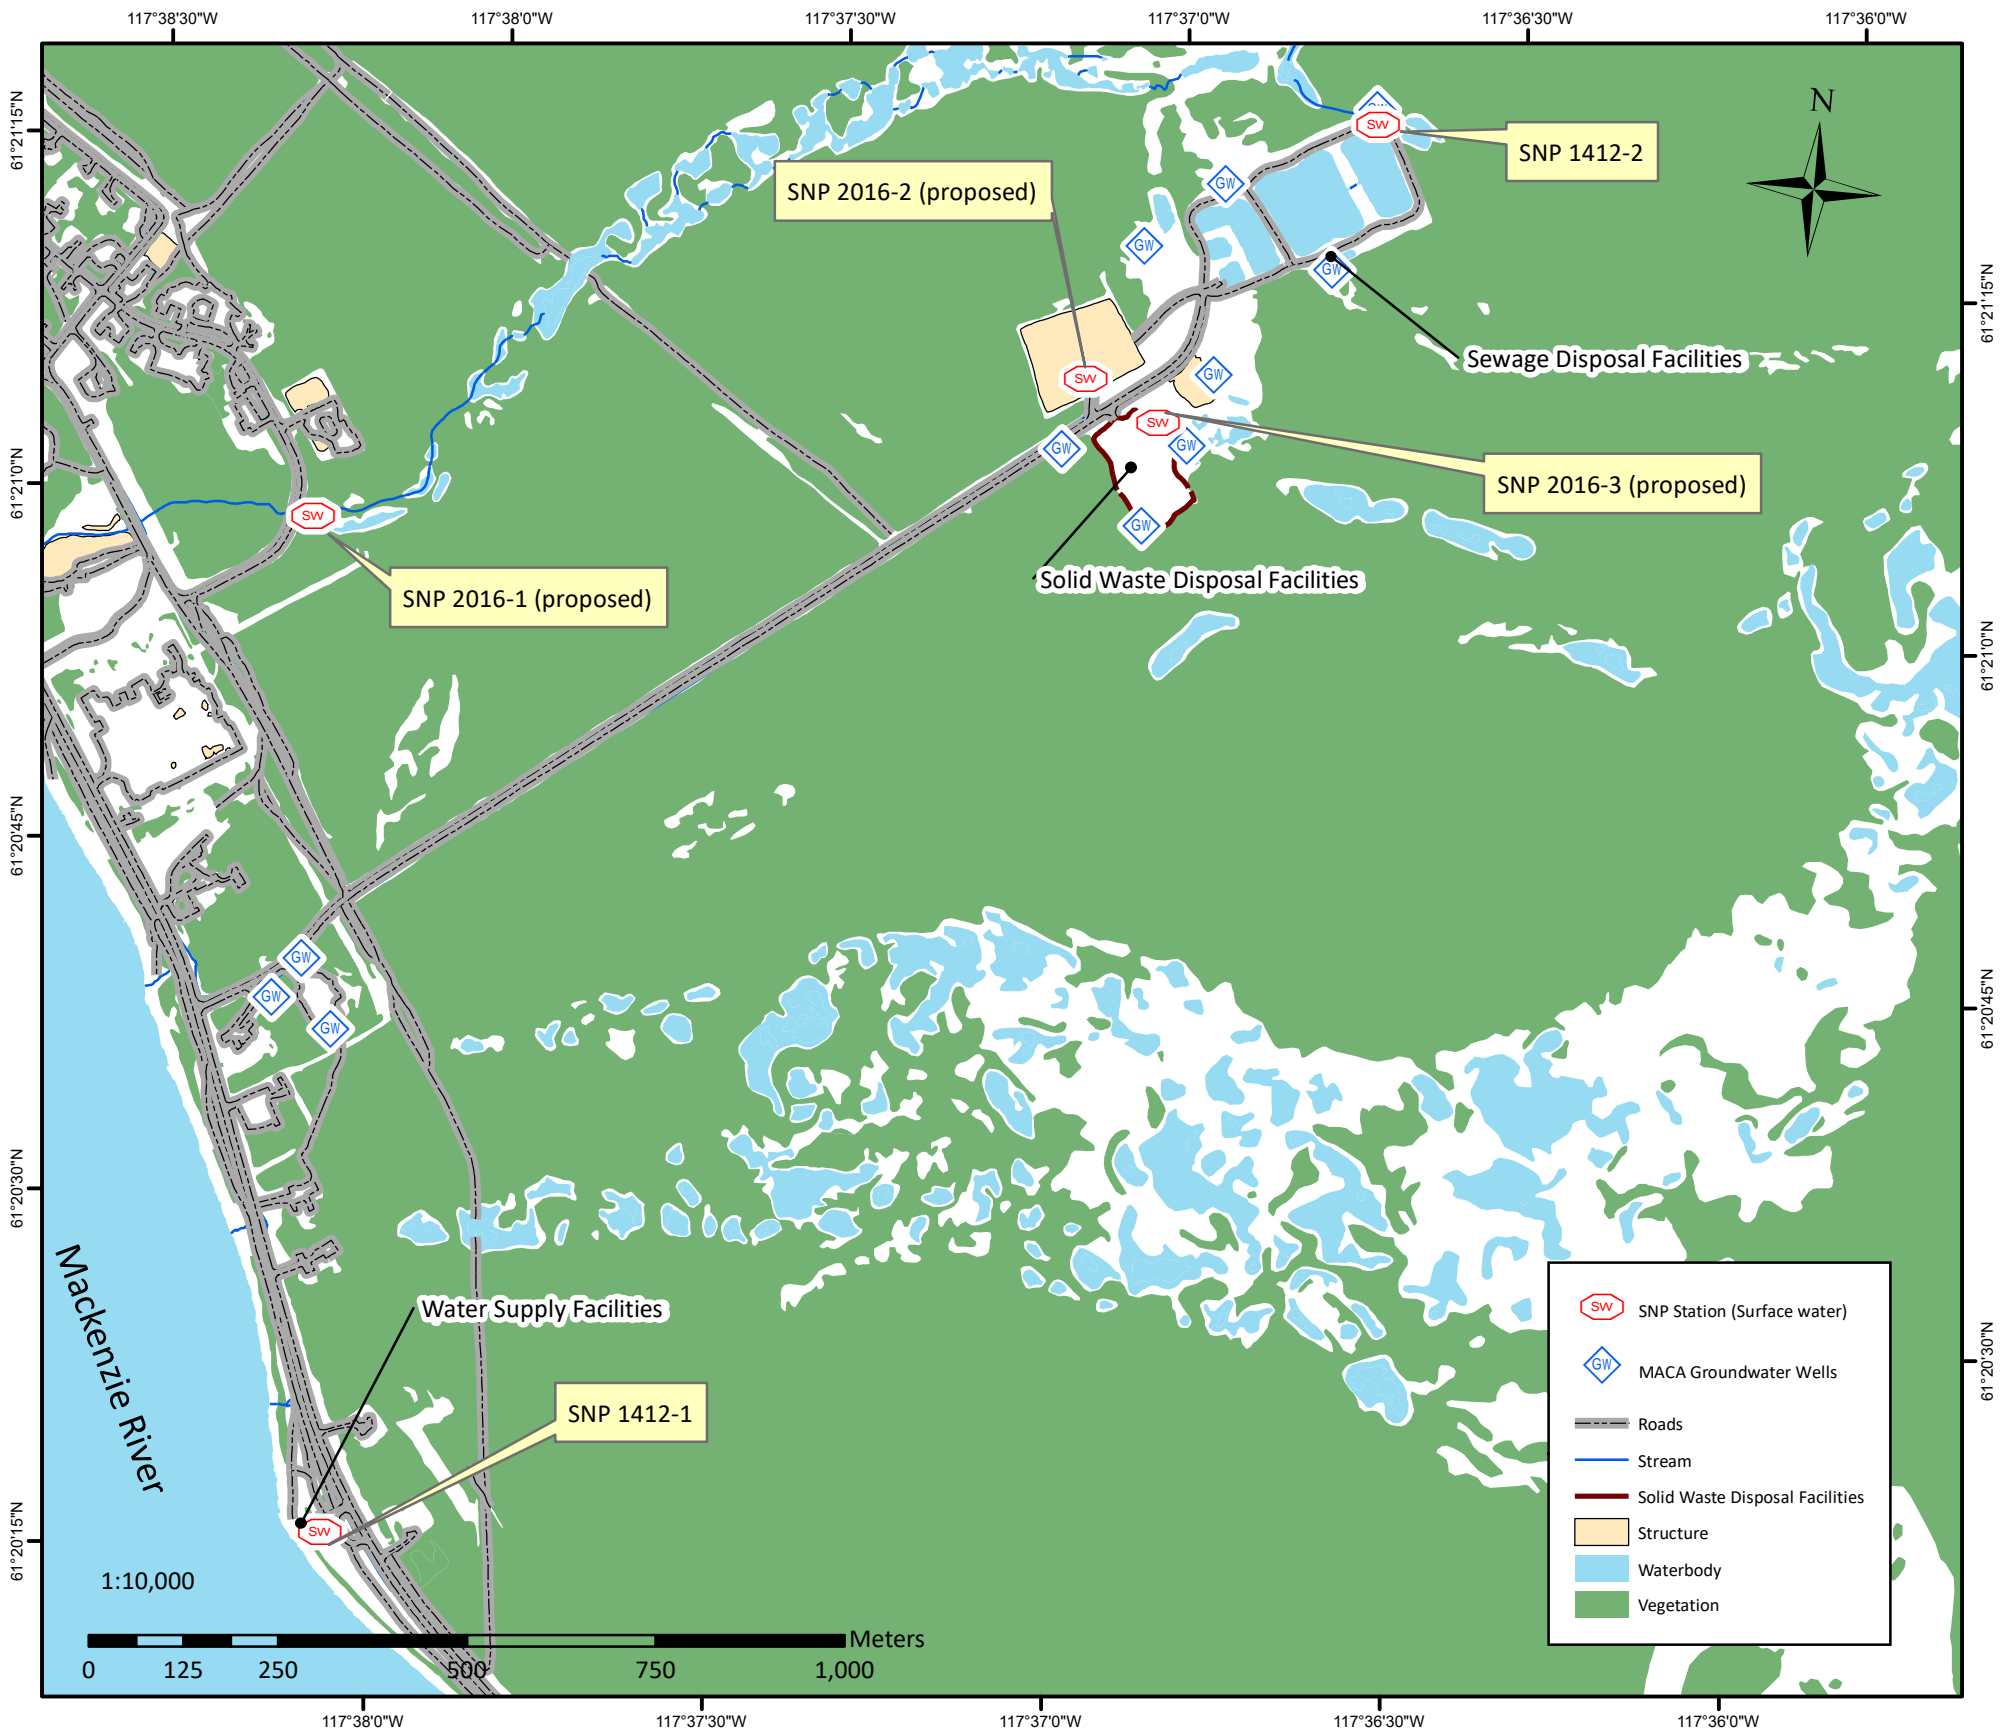 117°38'30"W
117°38'0"W
117°37'30"W
117°37'0"W
117°36'30"W
117°36'0"W
61°21'15"N
GW
SW
N
SNP 1412-2
SNP 2016-2 (proposed)
GW
GW
GW
61°21'15"N
Sewage Disposal Facilities
SW
GW
SW
GW
GW
61°21'0"N
SNP 2016-3 (proposed)
SW
GW
Solid Waste Disposal Facilities
SNP 2016-1 (proposed)
61°21'0"N
61°20'45"N
GW
GW
GW
61°20'45"N
61°20'30"N
Mackenzie River
Water Supply Facilities
SNP 1412-1
SW
61°20'15"N
61°20'30"N
SW SNP Station (Surface water)
GW MACA Groundwater Wells
Roads
Stream
Solid Waste Disposal Facilities
Structure
Waterbody
Vegetation
1:10,000
Meters
0 125 250 500 750 1,000
117°38'0"W
117°37'30"W
117°37'0"W
117°36'30"W
117°36'0"W